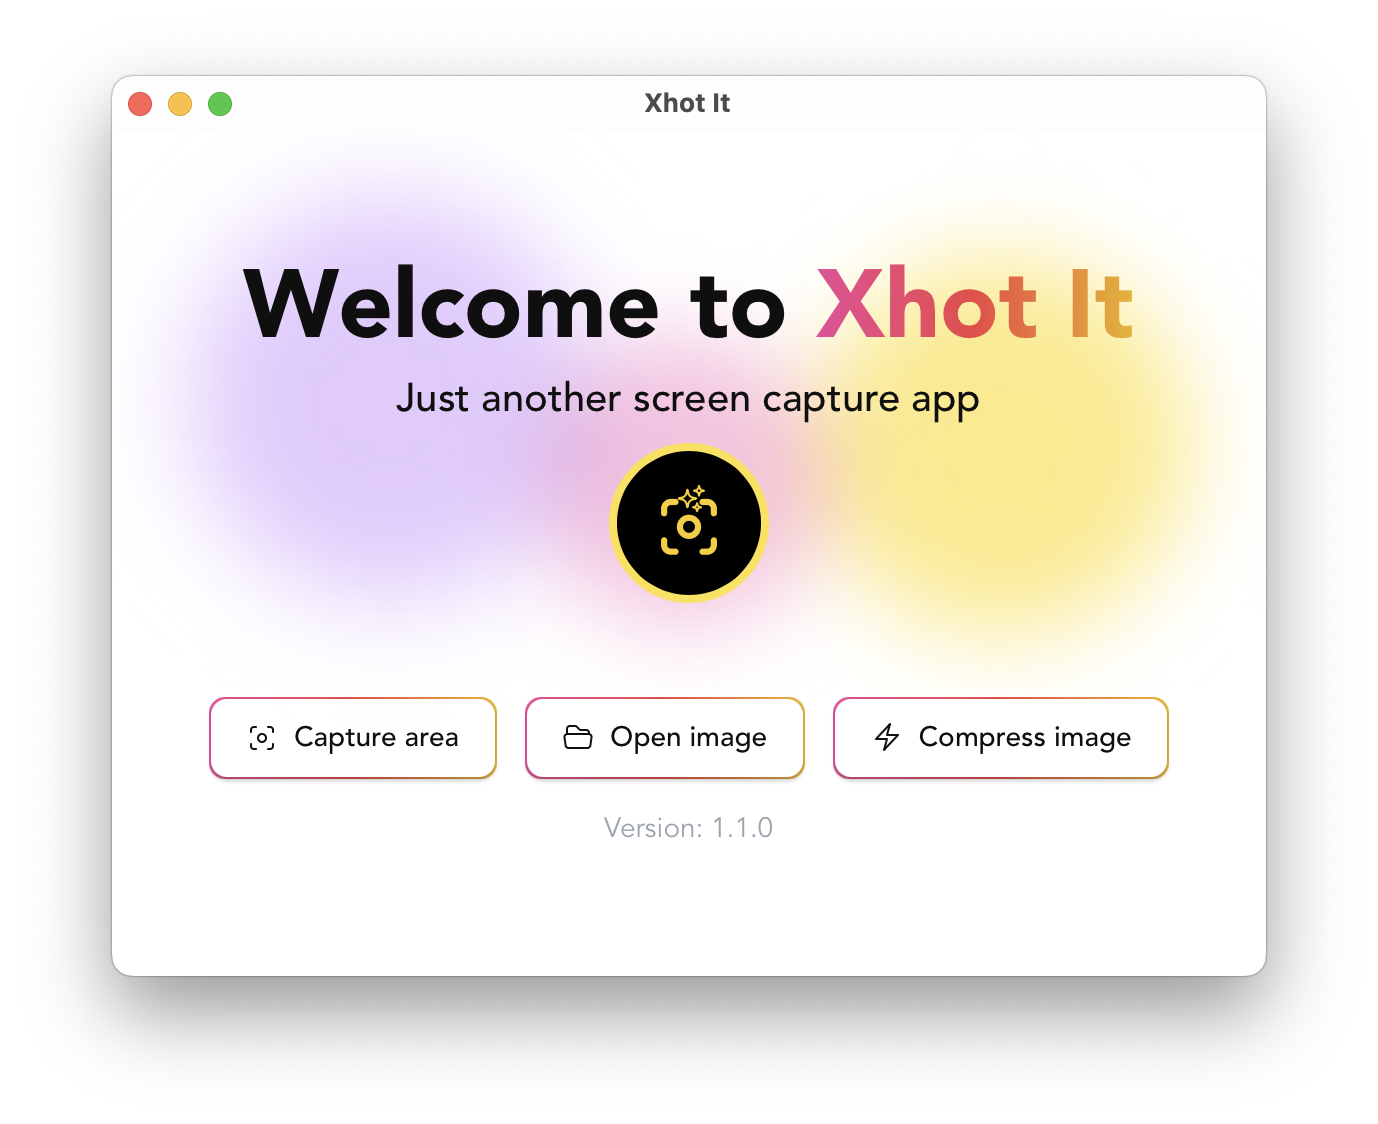 Xhot It
Welcome to Xhot It
Just another screen capture app
Capture area
Open image
Compress image
Version: 1.1.0